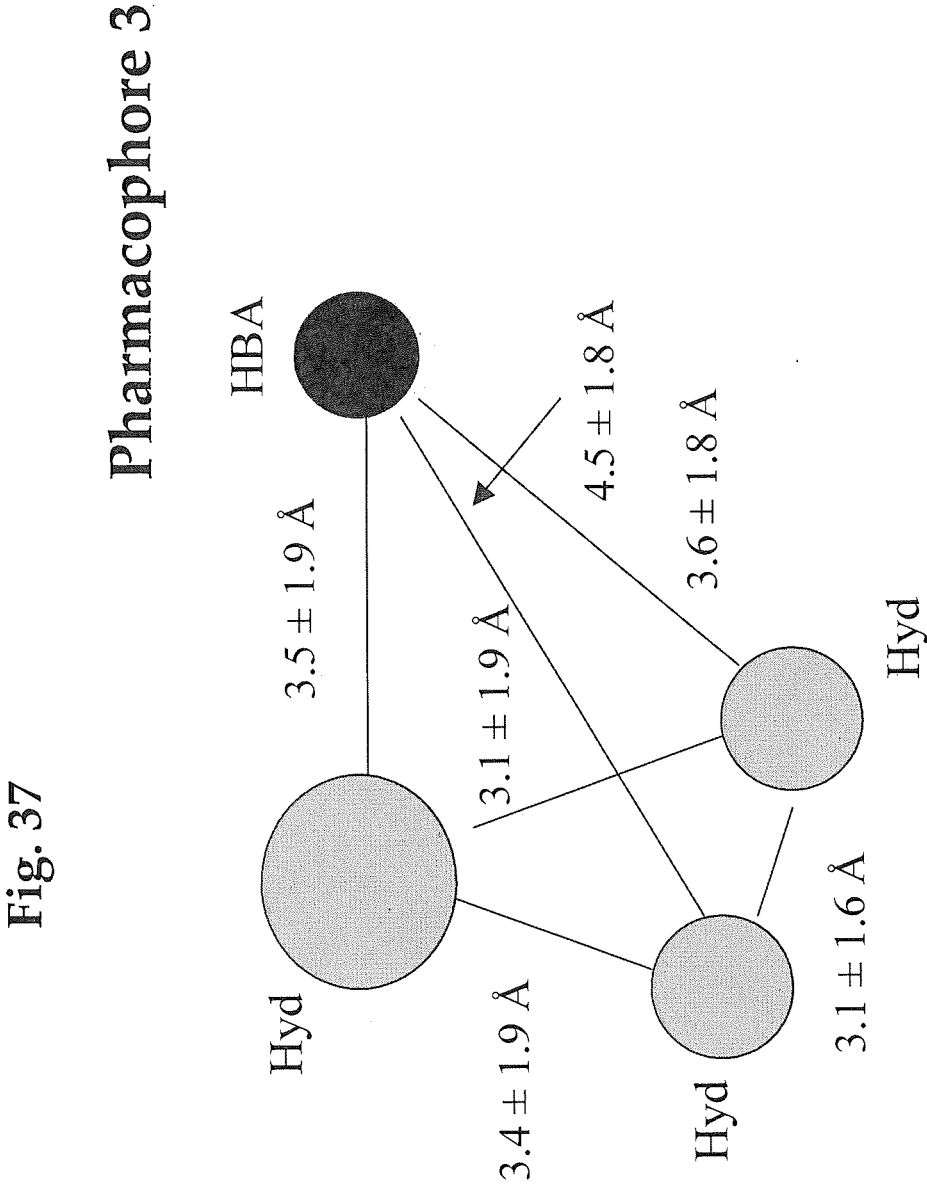 Fig. 37
Pharmacophore 3
Hyd
3.5 ± 1.9 Å
HBA
3.4 ± 1.9 Å
3.1 ± 1.9 Å
4.5 ± 1.8 Å
Hyd
3.6 ± 1.8 Å
3.1 ± 1.6 Å
Hyd